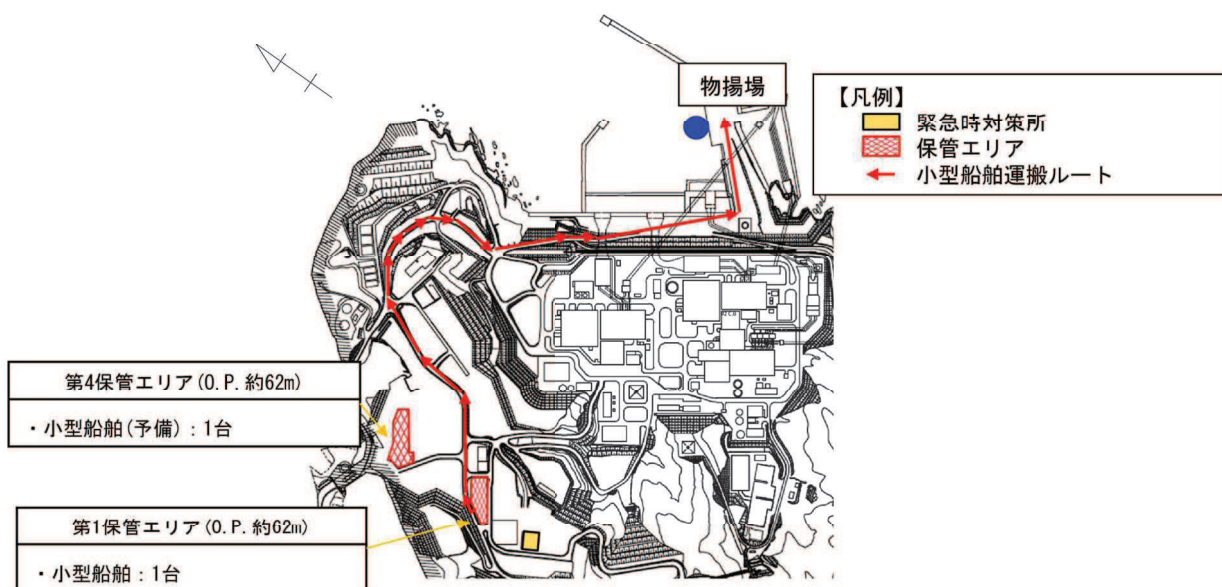 物揚場
【凡例】
緊急時対策所
保管エリア
小型船舶運搬ルート
第4保管エリア(O.P.約62m)
・小型船舶(予備)：1台
第1保管エリア(O.P.約62m)
・小型船舶：1台